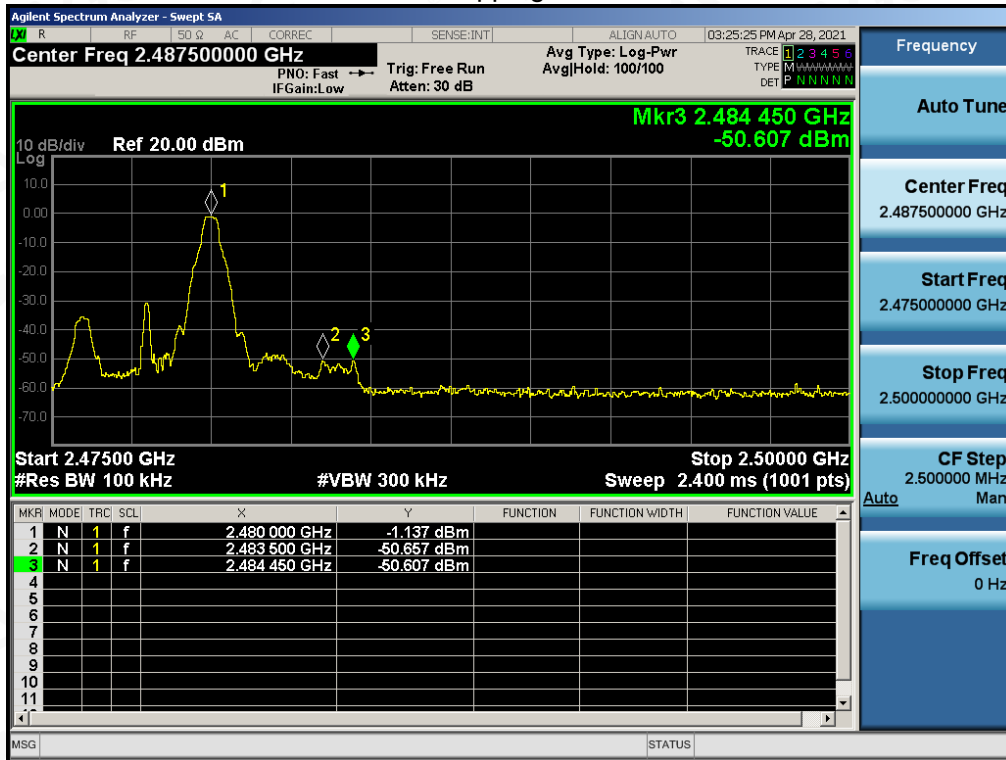 Agilent Spectrum Analyzer - Swept SA
LXI R RF 50 Ω AC CORREC SENSE:INT ALIGN AUTO 03:25:25 PM Apr 28, 2021
Center Freq 2.487500000 GHz
PNO: Fast
IFGain:Low
Trig: Free Run
Atten: 30 dB
Avg Type: Log-Pwr
Avg|Hold: 100/100
TRACE 1 2 3 4 5 6
TYPE M WWWWW
DET P N N N N N
Mkr3 2.484 450 GHz
-50.607 dBm
10 dB/div Ref 20.00 dBm
Log
10.0
0.00
-10.0
-20.0
-30.0
-40.0
-50.0
-60.0
-70.0
1
2
3
Start 2.47500 GHz Stop 2.50000 GHz
#Res BW 100 kHz #VBW 300 kHz Sweep 2.400 ms (1001 pts)
MKR MODE TRC SCL X Y FUNCTION FUNCTION WIDTH FUNCTION VALUE
1 N 1 f 2.480 000 GHz -1.137 dBm
2 N 1 f 2.483 500 GHz -50.657 dBm
3 N 1 f 2.484 450 GHz -50.607 dBm
4
5
6
7
8
9
10
11
MSG STATUS
Frequency
Auto Tune
Center Freq
2.487500000 GHz
Start Freq
2.475000000 GHz
Stop Freq
2.500000000 GHz
CF Step
2.500000 MHz
Auto Man
Freq Offset
0 Hz